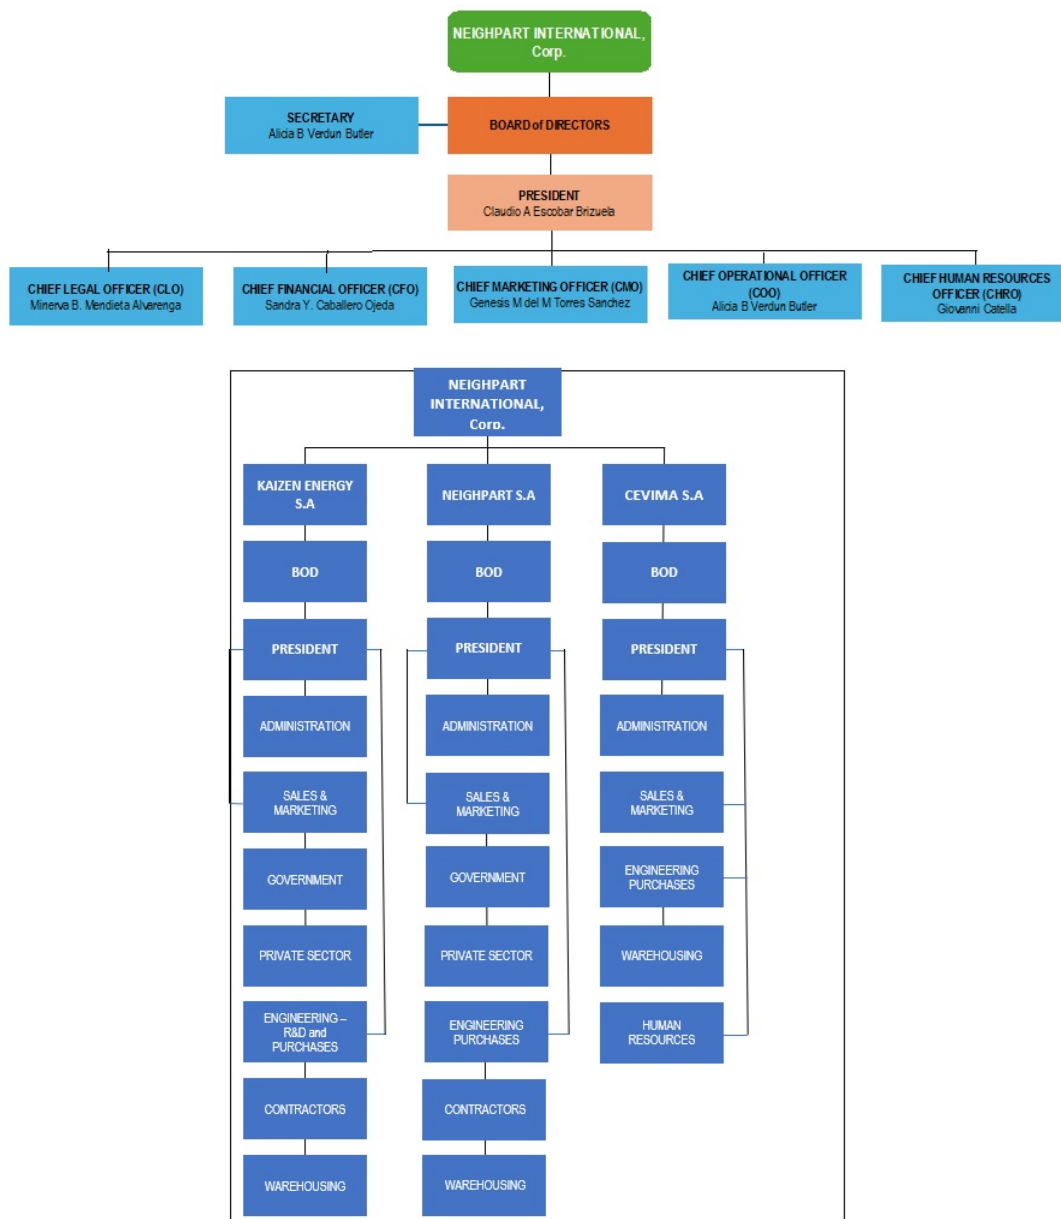 NEIGHPART INTERNATIONAL,
Corp.
SECRETARY
Alicia B Verdun Butler
BOARD of DIRECTORS
PRESIDENT
Claudio A Escobar Brizuela
CHIEF LEGAL OFFICER (CLO)
Minerva B. Mendieta Alvarenga
CHIEF FINANCIAL OFFICER (CFO)
Sandra Y. Caballero Ojeda
CHIEF MARKETING OFFICER (CMO)
Genesis M del M Torres Sanchez
CHIEF OPERATIONAL OFFICER
(COO)
Alicia B Verdun Butler
CHIEF HUMAN RESOURCES
OFFICER (CHRO)
Giovanni Catella
NEIGHPART
INTERNATIONAL,
Corp.
KAIZEN ENERGY
S.A
BOD
PRESIDENT
ADMINISTRATION
SALES &
MARKETING
GOVERNMENT
PRIVATE SECTOR
ENGINEERING –
R&D and
PURCHASES
CONTRACTORS
WAREHOUSING
NEIGHPART S.A
BOD
PRESIDENT
ADMINISTRATION
SALES &
MARKETING
GOVERNMENT
PRIVATE SECTOR
ENGINEERING
PURCHASES
CONTRACTORS
WAREHOUSING
CEVIMA S.A
BOD
PRESIDENT
ADMINISTRATION
SALES &
MARKETING
ENGINEERING
PURCHASES
WAREHOUSING
HUMAN
RESOURCES